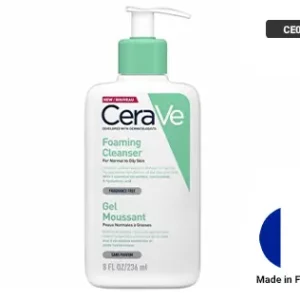 CE
NEW / NOUVEAU
CeraVe
DEVELOPED WITH DERMATOLOGISTS
Foaming
Cleanser
For Normal to Oily Skin
FRAGRANCE FREE
Gel
Moussant
Peaux Normales à Grasses
SANS PARFUM
8 FL OZ/236 ml
Made in F